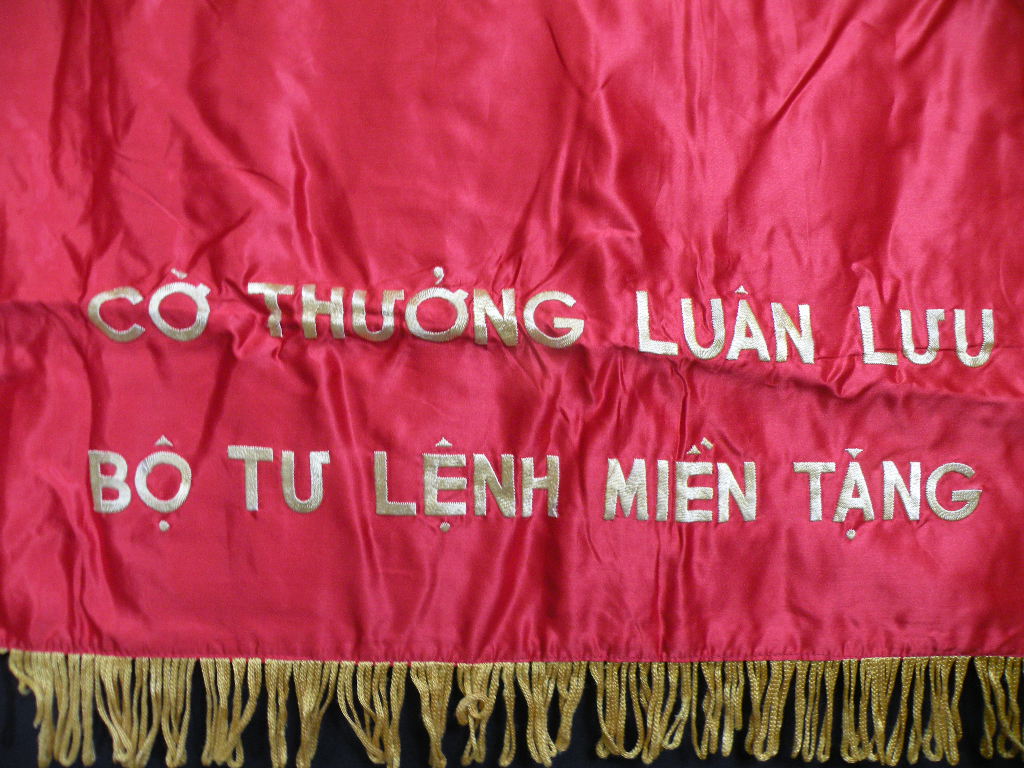 CỜ THƯỞNG LUÂN LƯU
BỘ TƯ LỆNH MIỀN TẶNG